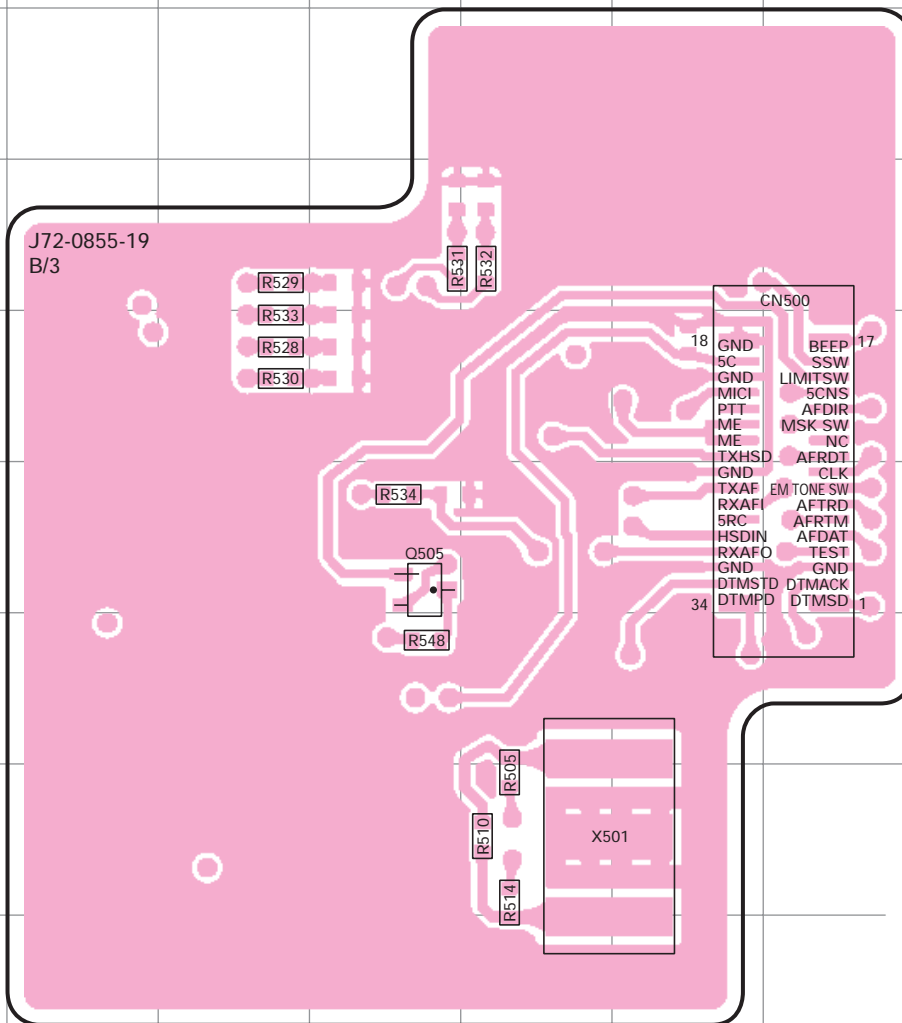 J72-0855-19
B/3
R531
R532
R529
R533
R528
R530
CN500
18
17
GND BEEP
5C SSW
GND LIMITSW
MICI 5CNS
PTT AFDIR
ME MSK SW
ME NC
TXHSD AFRDT
GND CLK
TXAF EM TONE SW
RXAFI AFTRD
5RC AFRTM
HSDIN AFDAT
RXAFO TEST
GND GND
DTMSTD DTMACK
DTMPD DTMSD
34
1
R534
Q505
R548
R505
R510
X501
R514